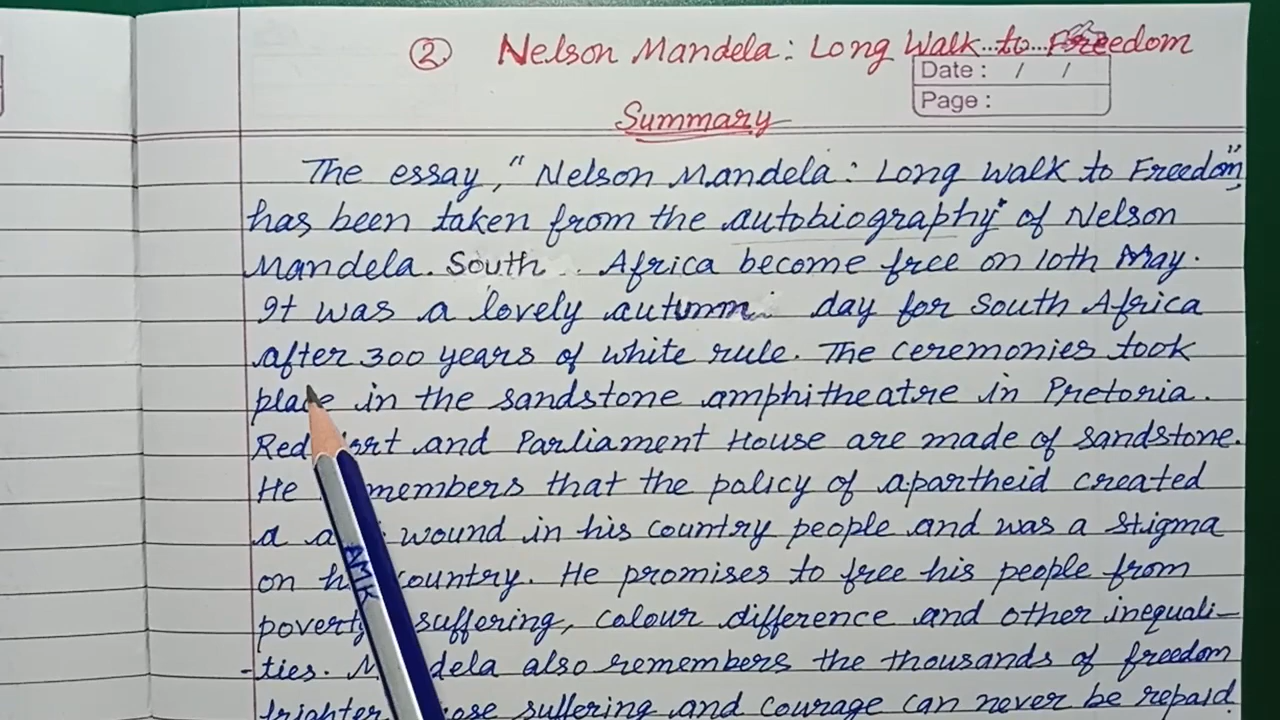 ② Nelson Mandela: Long Walk to Freedom
Date : / /
Page :
Summary
The essay, "Nelson Mandela: Long walk to Freedom",
has been taken from the autobiography of Nelson
Mandela. South Africa become free on 10th May.
It was a lovely autumn day for South Africa
after 300 years of white rule. The ceremonies took
place in the sandstone amphitheatre in Pretoria.
Red and Parliament House are made of sandstone.
He that the policy of apartheid created
a wound in his country people and was a stigma
on country. He promises to free his people from
suffering, colour difference and other inequali-
-ties. also remembers the thousands of freedom
suffering and courage can never be repaid.
AMK